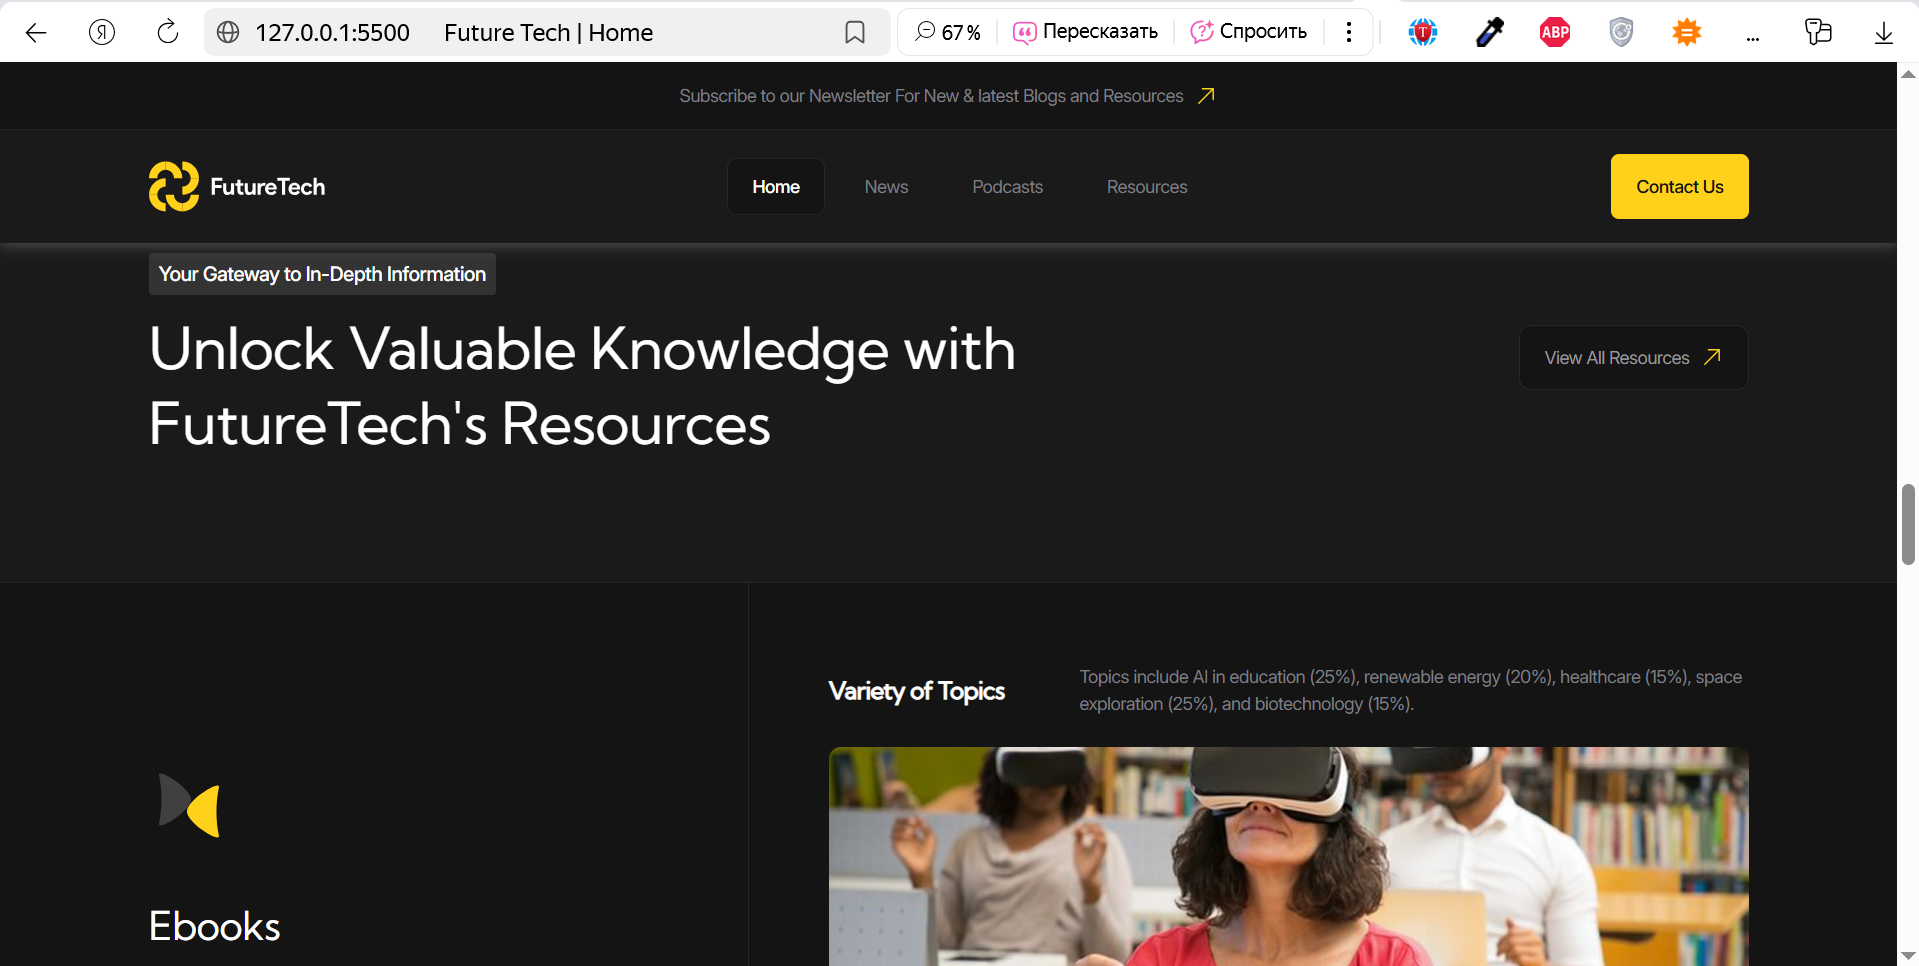 Я
127.0.0.1:5500 Future Tech | Home
67 %
Пересказать
Спросить
T
ABP
...
Subscribe to our Newsletter For New & latest Blogs and Resources
FutureTech
Home
News
Podcasts
Resources
Contact Us
Your Gateway to In-Depth Information
Unlock Valuable Knowledge with
FutureTech's Resources
View All Resources
Variety of Topics
Topics include AI in education (25%), renewable energy (20%), healthcare (15%), space
exploration (25%), and biotechnology (15%).
Ebooks